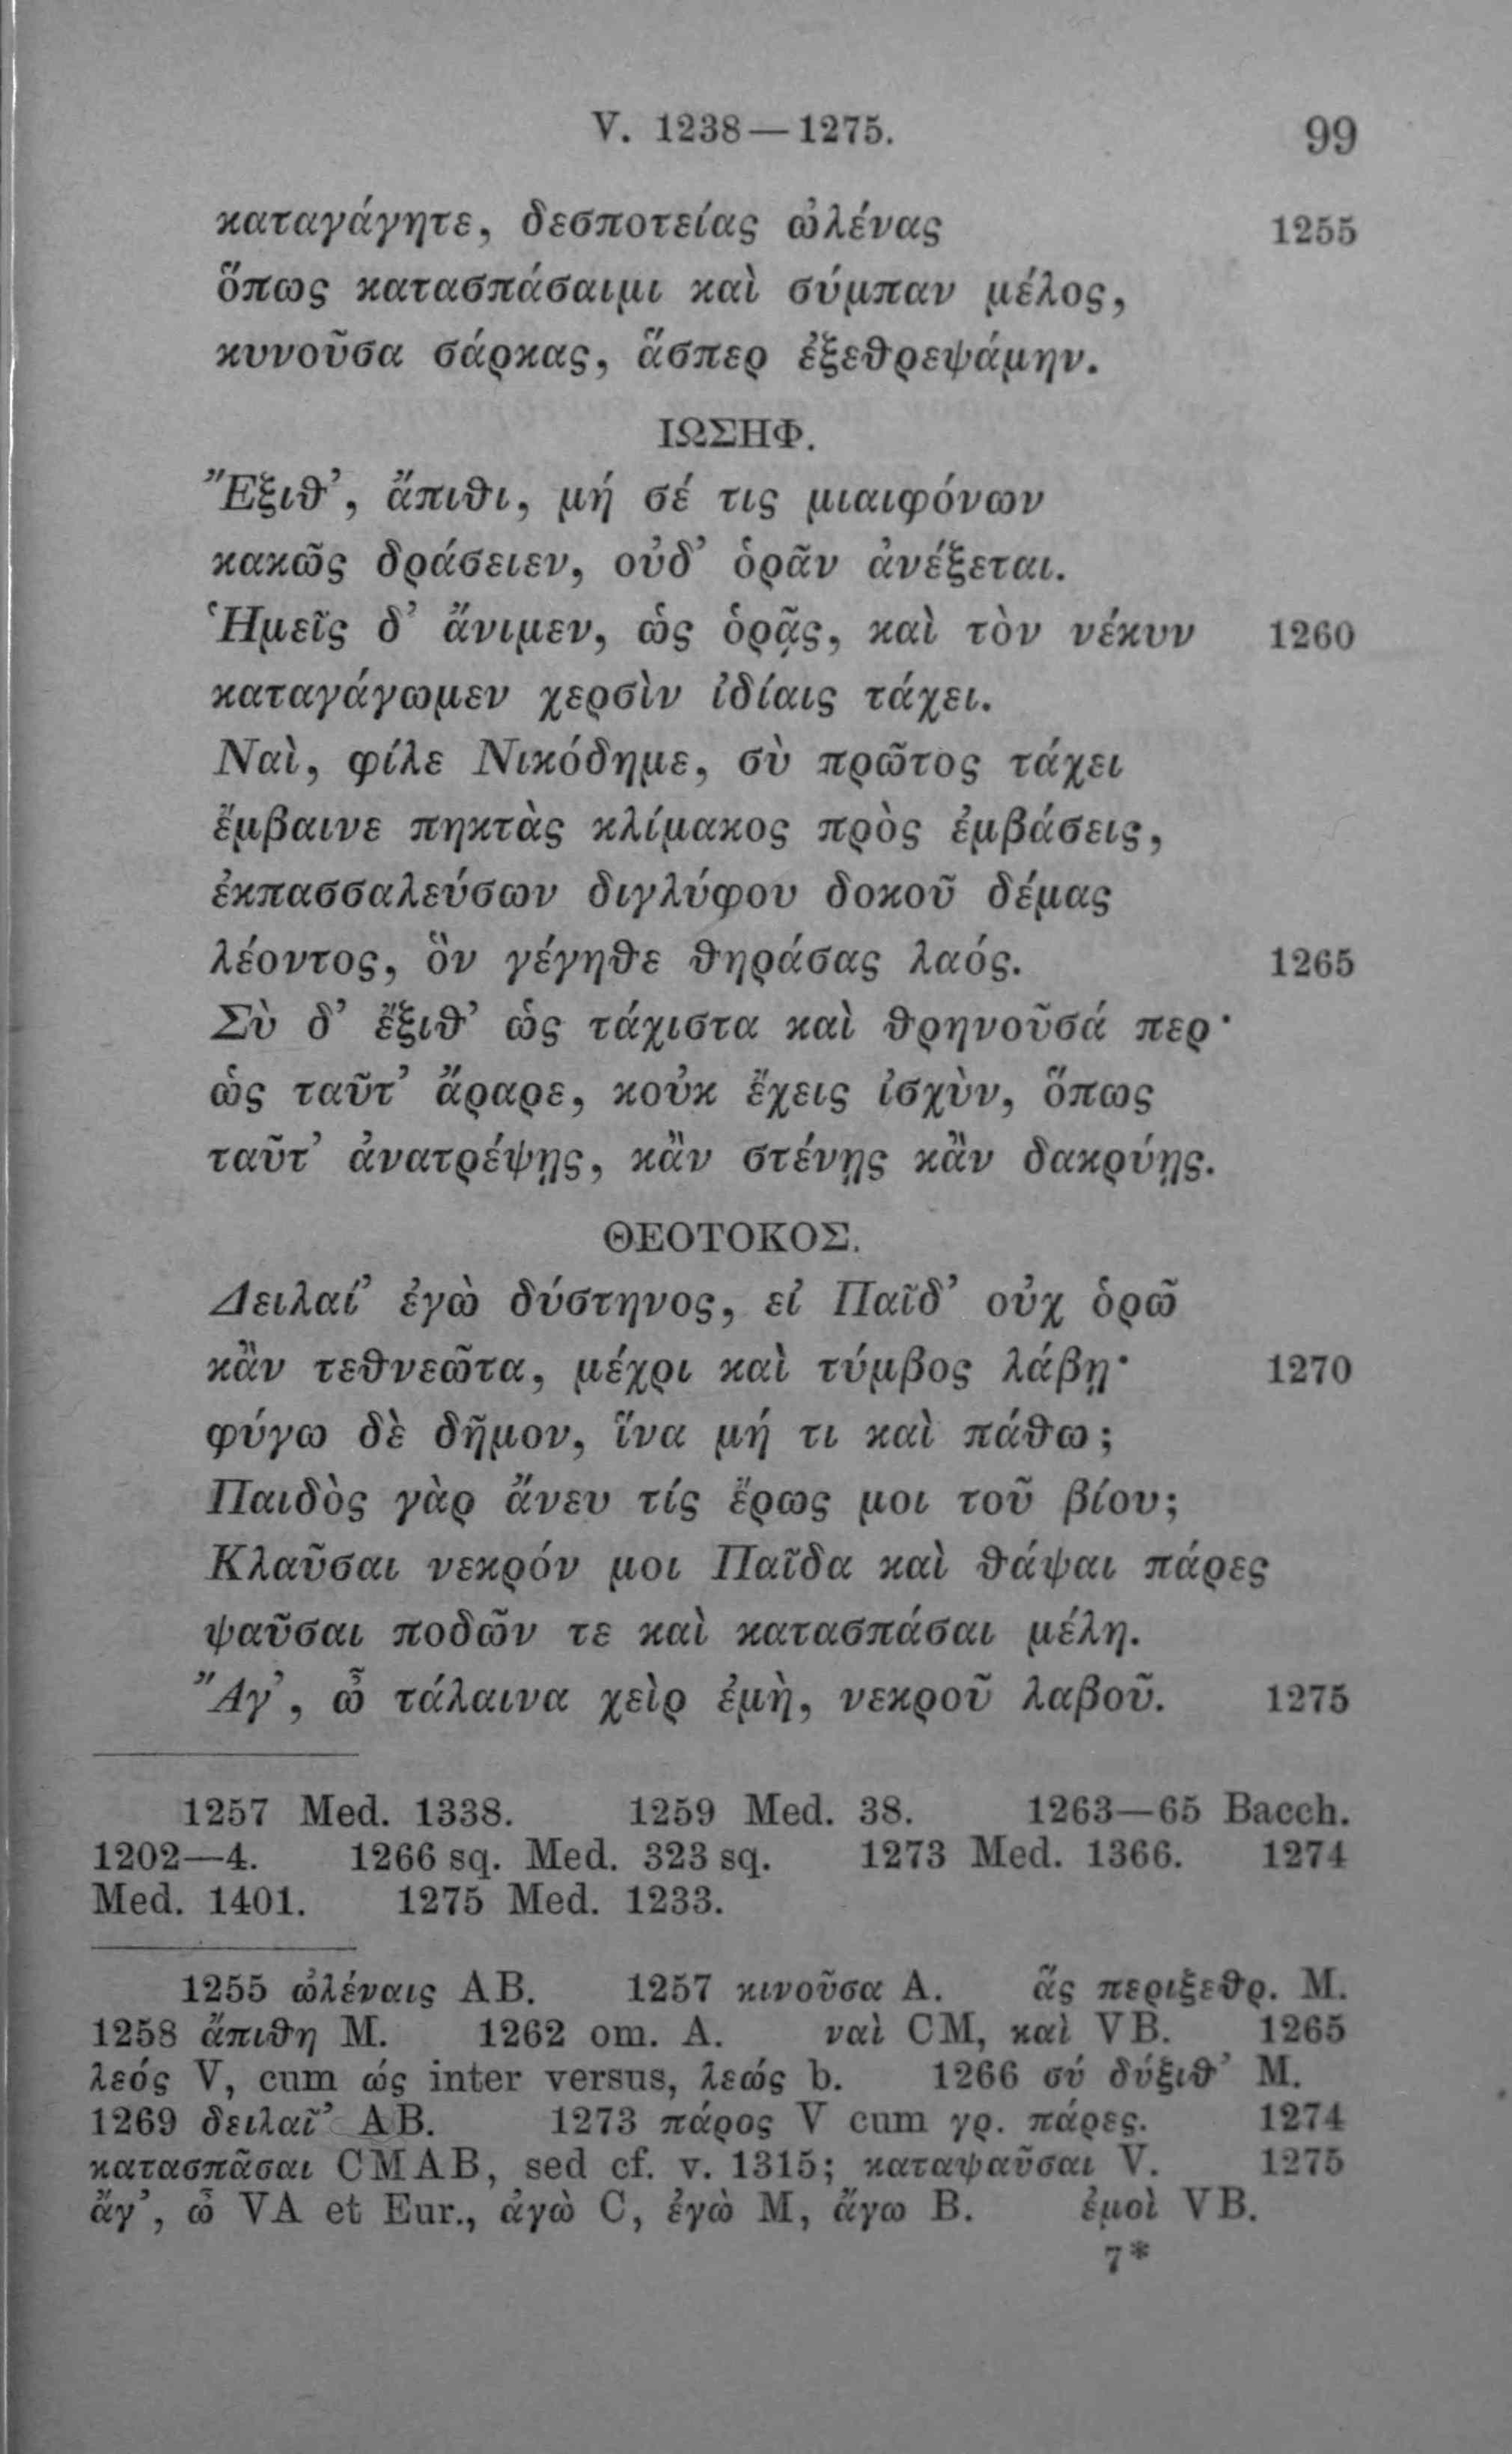 V. 1238—1275. 99
καταγάγητε, δεσποτείας ὠλένας 1255
ὅπως κατασπάσαιμι καὶ σύμπαν μέλος,
κυνοῦσα σάρκας, ἅσπερ ἐξεθρεψάμην.
ΙΩΣΗΦ.
Ἔξιθ’, ἄπιθι, μή σέ τις μιαιφόνων
κακῶς δράσειεν, οὐδ’ ὁρᾶν ἀνέξεται.
Ἡμεῖς δ’ ἄνιμεν, ὡς ὁρᾷς, καὶ τὸν νέκυν 1260
καταγάγωμεν χερσὶν ἰδίαις τάχει.
Ναὶ, φίλε Νικόδημε, σὺ πρῶτος τάχει
ἔμβαινε πηκτὰς κλίμακος πρὸς ἐμβάσεις,
ἐκπασσαλεύσων διγλύφου δοκοῦ δέμας
λέοντος, ὃν γέγηθε θηράσας λαός. 1265
Σὺ δ’ ἔξιθ’ ὡς τάχιστα καὶ θρηνοῦσά περ·
ὡς ταῦτ’ ἄραρε, κοὐκ ἔχεις ἰσχὺν, ὅπως
ταῦτ’ ἀνατρέψῃς, κἂν στένῃς κἂν δακρύῃς.
ΘΕΟΤΟΚΟΣ.
Δειλαί’ ἐγὼ δύστηνος, εἰ Παῖδ’ οὐχ ὁρῶ
κἂν τεθνεῶτα, μέχρι καὶ τύμβος λάβῃ· 1270
φύγω δὲ δῆμον, ἵνα μή τι καὶ πάθω;
Παιδὸς γὰρ ἄνευ τίς ἔρως μοι τοῦ βίου;
Κλαῦσαι νεκρόν μοι Παῖδα καὶ θάψαι πάρες
ψαῦσαι ποδῶν τε καὶ κατασπάσαι μέλη.
Ἄγ’, ὦ τάλαινα χεὶρ ἐμὴ, νεκροῦ λαβοῦ. 1275
1257 Med. 1338. 1259 Med. 38. 1263—65 Bacch.
1202—4. 1266 sq. Med. 323 sq. 1273 Med. 1366. 1274
Med. 1401. 1275 Med. 1233.
1255 ὠλέναις AB. 1257 κινοῦσα A. ἅς περιξεθρ. M.
1258 ἄπιθη M. 1262 om. A. ναὶ CM, καὶ VB. 1265
λεός V, cum ώς inter versus, λεώς b. 1266 σύ δύξιθ’ M.
1269 δειλαῖ’ AB. 1273 πάρος V cum γρ. πάρες. 1274
κατασπᾶσαι CMAB, sed cf. v. 1315; καταψαῦσαι V. 1275
ἄγ’, ὦ VA et Eur., ἀγὼ C, ἐγὼ M, ἄγω B. ἐμοὶ VB.
7*